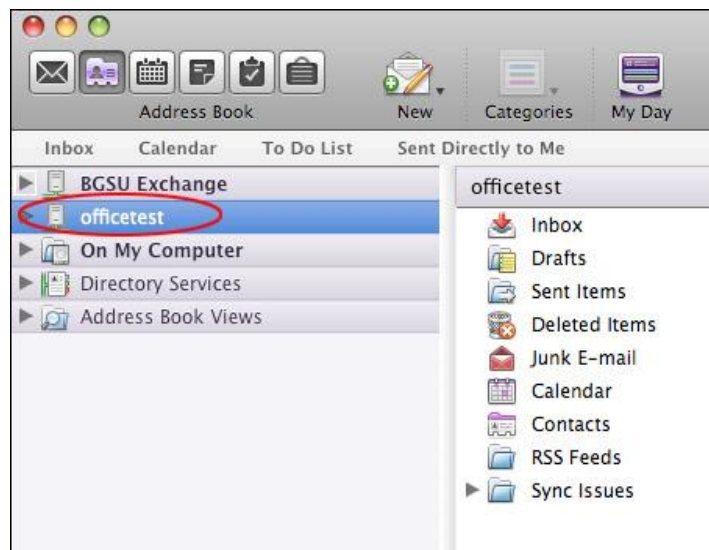 Address Book
New
Categories
My Day
Inbox Calendar To Do List Sent Directly to Me
BGSU Exchange
officetest
On My Computer
Directory Services
Address Book Views
officetest
Inbox
Drafts
Sent Items
Deleted Items
Junk E-mail
Calendar
Contacts
RSS Feeds
Sync Issues